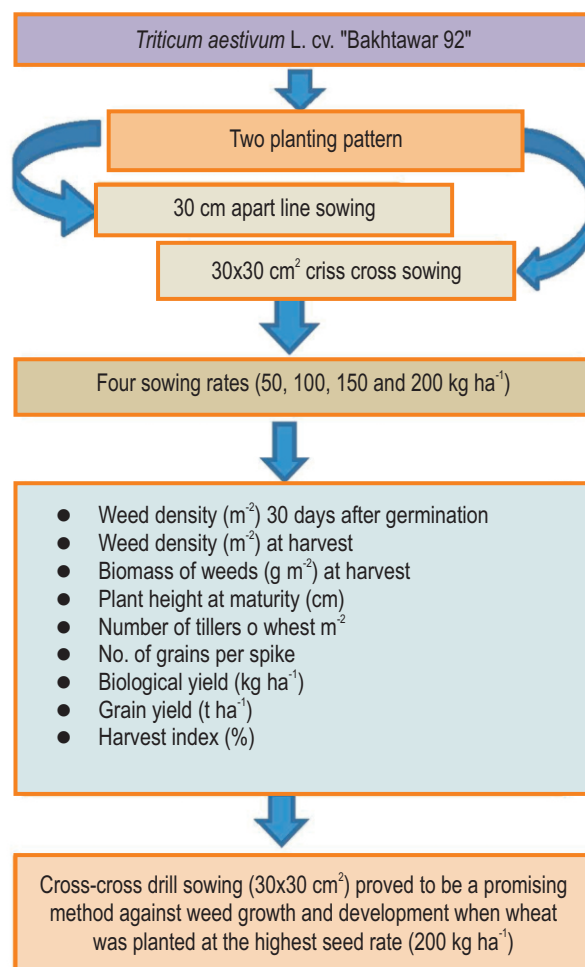 Triticum aestivum L. cv. "Bakhtawar 92"
Two planting pattern
30 cm apart line sowing
30x30 cm² criss cross sowing
Four sowing rates (50, 100, 150 and 200 kg ha⁻¹)
● Weed density (m⁻²) 30 days after germination
● Weed density (m⁻²) at harvest
● Biomass of weeds (g m⁻²) at harvest
● Plant height at maturity (cm)
● Number of tillers o whest m⁻²
● No. of grains per spike
● Biological yield (kg ha⁻¹)
● Grain yield (t ha⁻¹)
● Harvest index (%)
Cross-cross drill sowing (30x30 cm²) proved to be a promising
method against weed growth and development when wheat
was planted at the highest seed rate (200 kg ha⁻¹)